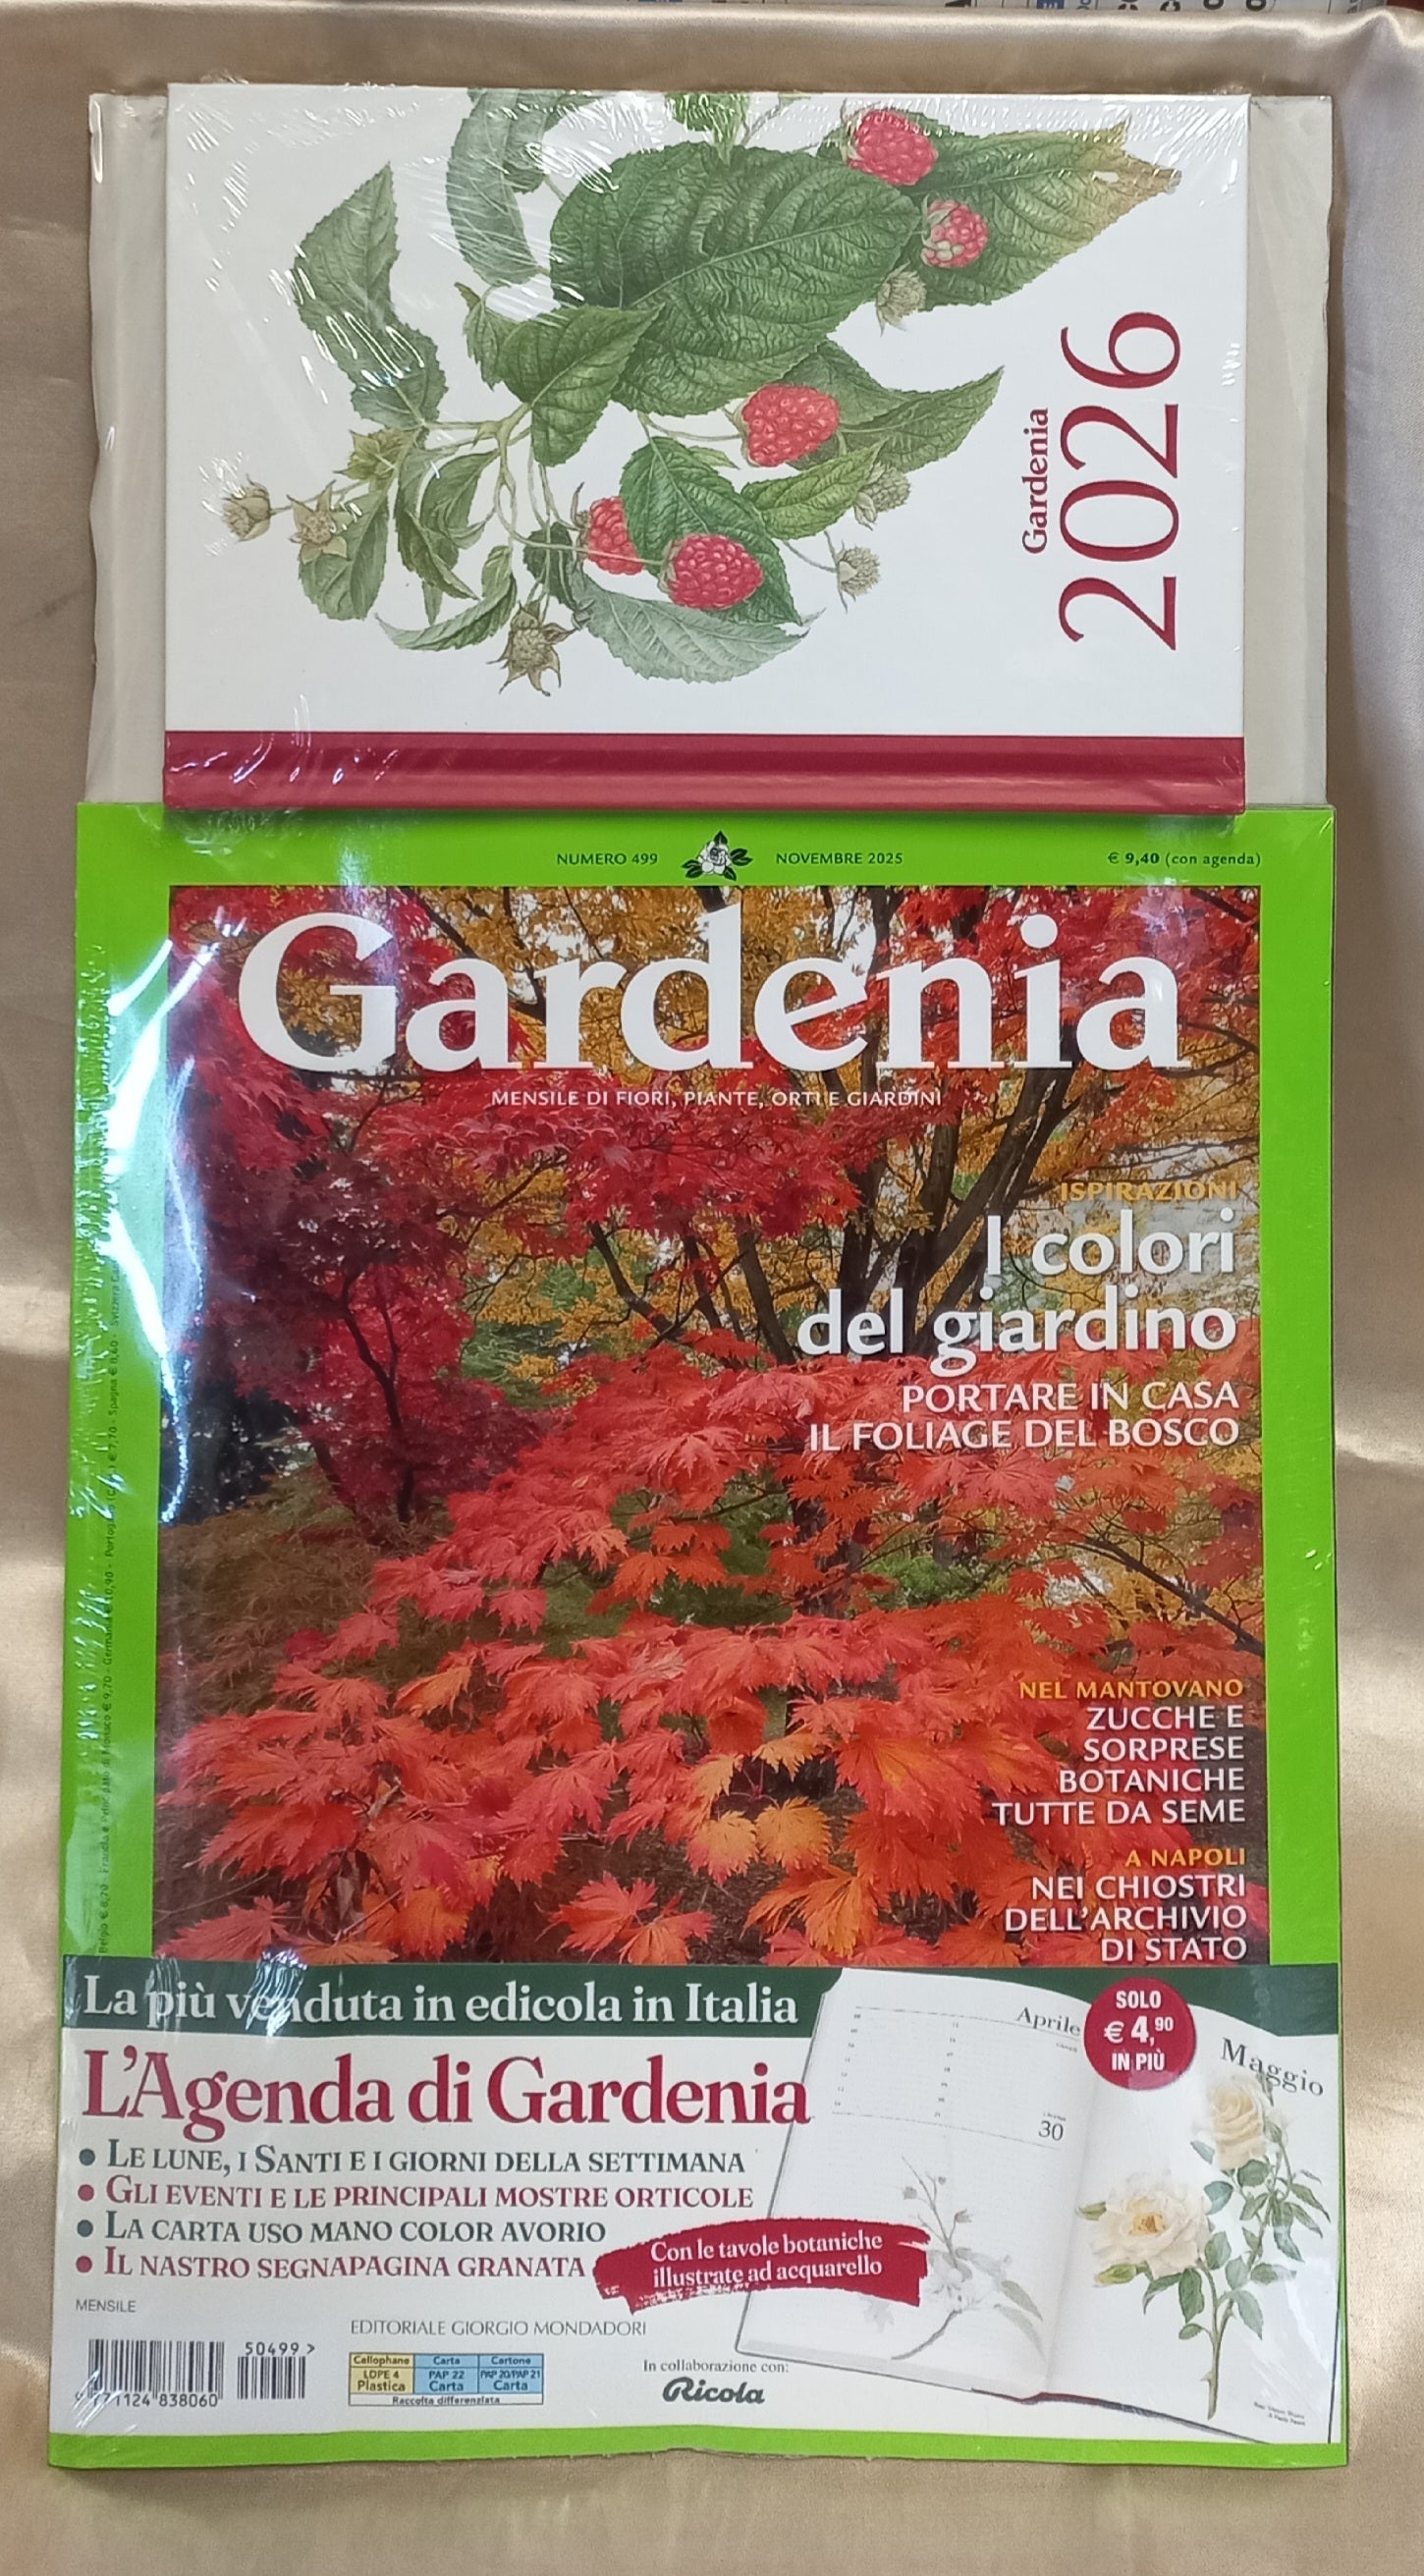 Gardenia
2026
NUMERO 499
NOVEMBRE 2025
€ 9,40 (con agenda)
Gardenia
MENSILE DI FIORI, PIANTE, ORTI E GIARDINI
ISPIRAZIONI
I colori
del giardino
PORTARE IN CASA
IL FOLIAGE DEL BOSCO
NEL MANTOVANO
ZUCCHE E
SORPRESE
BOTANICHE
TUTTE DA SEME
A NAPOLI
NEI CHIOSTRI
DELL'ARCHIVIO
DI STATO
La più venduta in edicola in Italia
L'Agenda di Gardenia
• LE LUNE, I SANTI E I GIORNI DELLA SETTIMANA
• GLI EVENTI E LE PRINCIPALI MOSTRE ORTICOLE
• LA CARTA USO MANO COLOR AVORIO
• IL NASTRO SEGNAPAGINA GRANATA
Con le tavole botaniche
illustrate ad acquarello
SOLO
€ 4,90
IN PIÙ
Aprile
30
Maggio
MENSILE
EDITORIALE GIORGIO MONDADORI
50499 >
771124 838060
Cellophane Carta Cartone
LDPE 4 PAP 22 PAP 20/PAP 21
Plastica Carta Carta
Raccolta differenziata
In collaborazione con:
Ricola